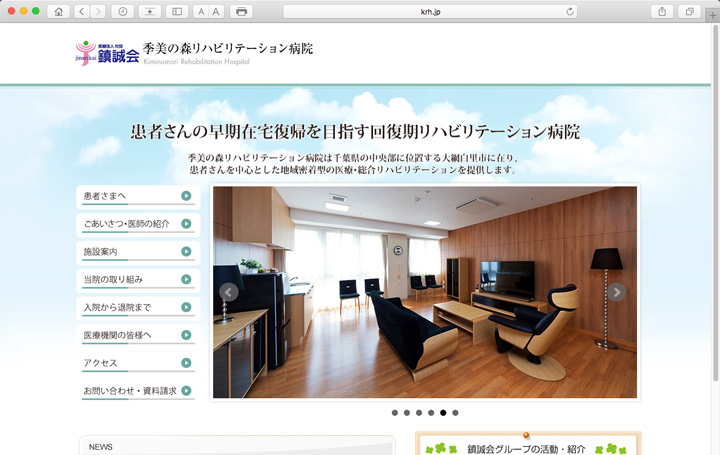 krh.jp
医療法人 社団
鎮誠会
jinseikai
季美の森リハビリテーション病院
Kiminomori Rehabilitation Hospital
患者さんの早期在宅復帰を目指す回復期リハビリテーション病院
季美の森リハビリテーション病院は千葉県の中央部に位置する大網白里市に在り、
患者さんを中心とした地域密着型の医療・総合リハビリテーションを提供します。
患者さまへ
ごあいさつ・医師の紹介
施設案内
当院の取り組み
入院から退院まで
医療機関の皆様へ
アクセス
お問い合わせ・資料請求
NEWS
鎮誠会グループの活動・紹介